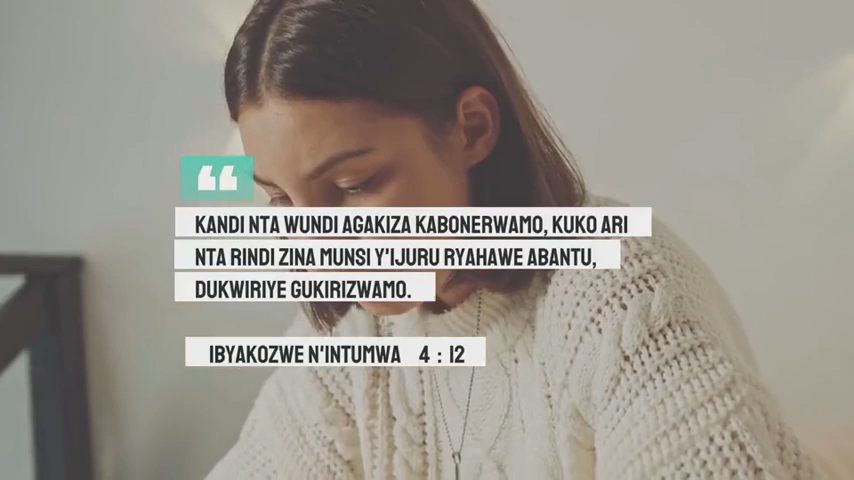 KANDI NTA WUNDI AGAKIZA KABONERWAMO, KUKO ARI
NTA RINDI ZINA MUNSI Y'IJURU RYAHAWE ABANTU,
DUKWIRIYE GUKIRIZWAMO.
IBYAKOZWE N'INTUMWA 4 : 12